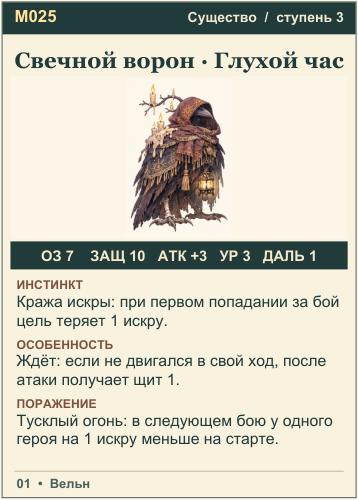 М025
Существо / ступень 3
Свечной ворон · Глухой час
ОЗ 7 ЗАЩ 10 АТК +3 УР 3 ДАЛЬ 1
ИНСТИНКТ
Кража искры: при первом попадании за бой
цель теряет 1 искру.
ОСОБЕННОСТЬ
Ждёт: если не двигался в свой ход, после
атаки получает щит 1.
ПОРАЖЕНИЕ
Тусклый огонь: в следующем бою у одного
героя на 1 искру меньше на старте.
01 • Вельн